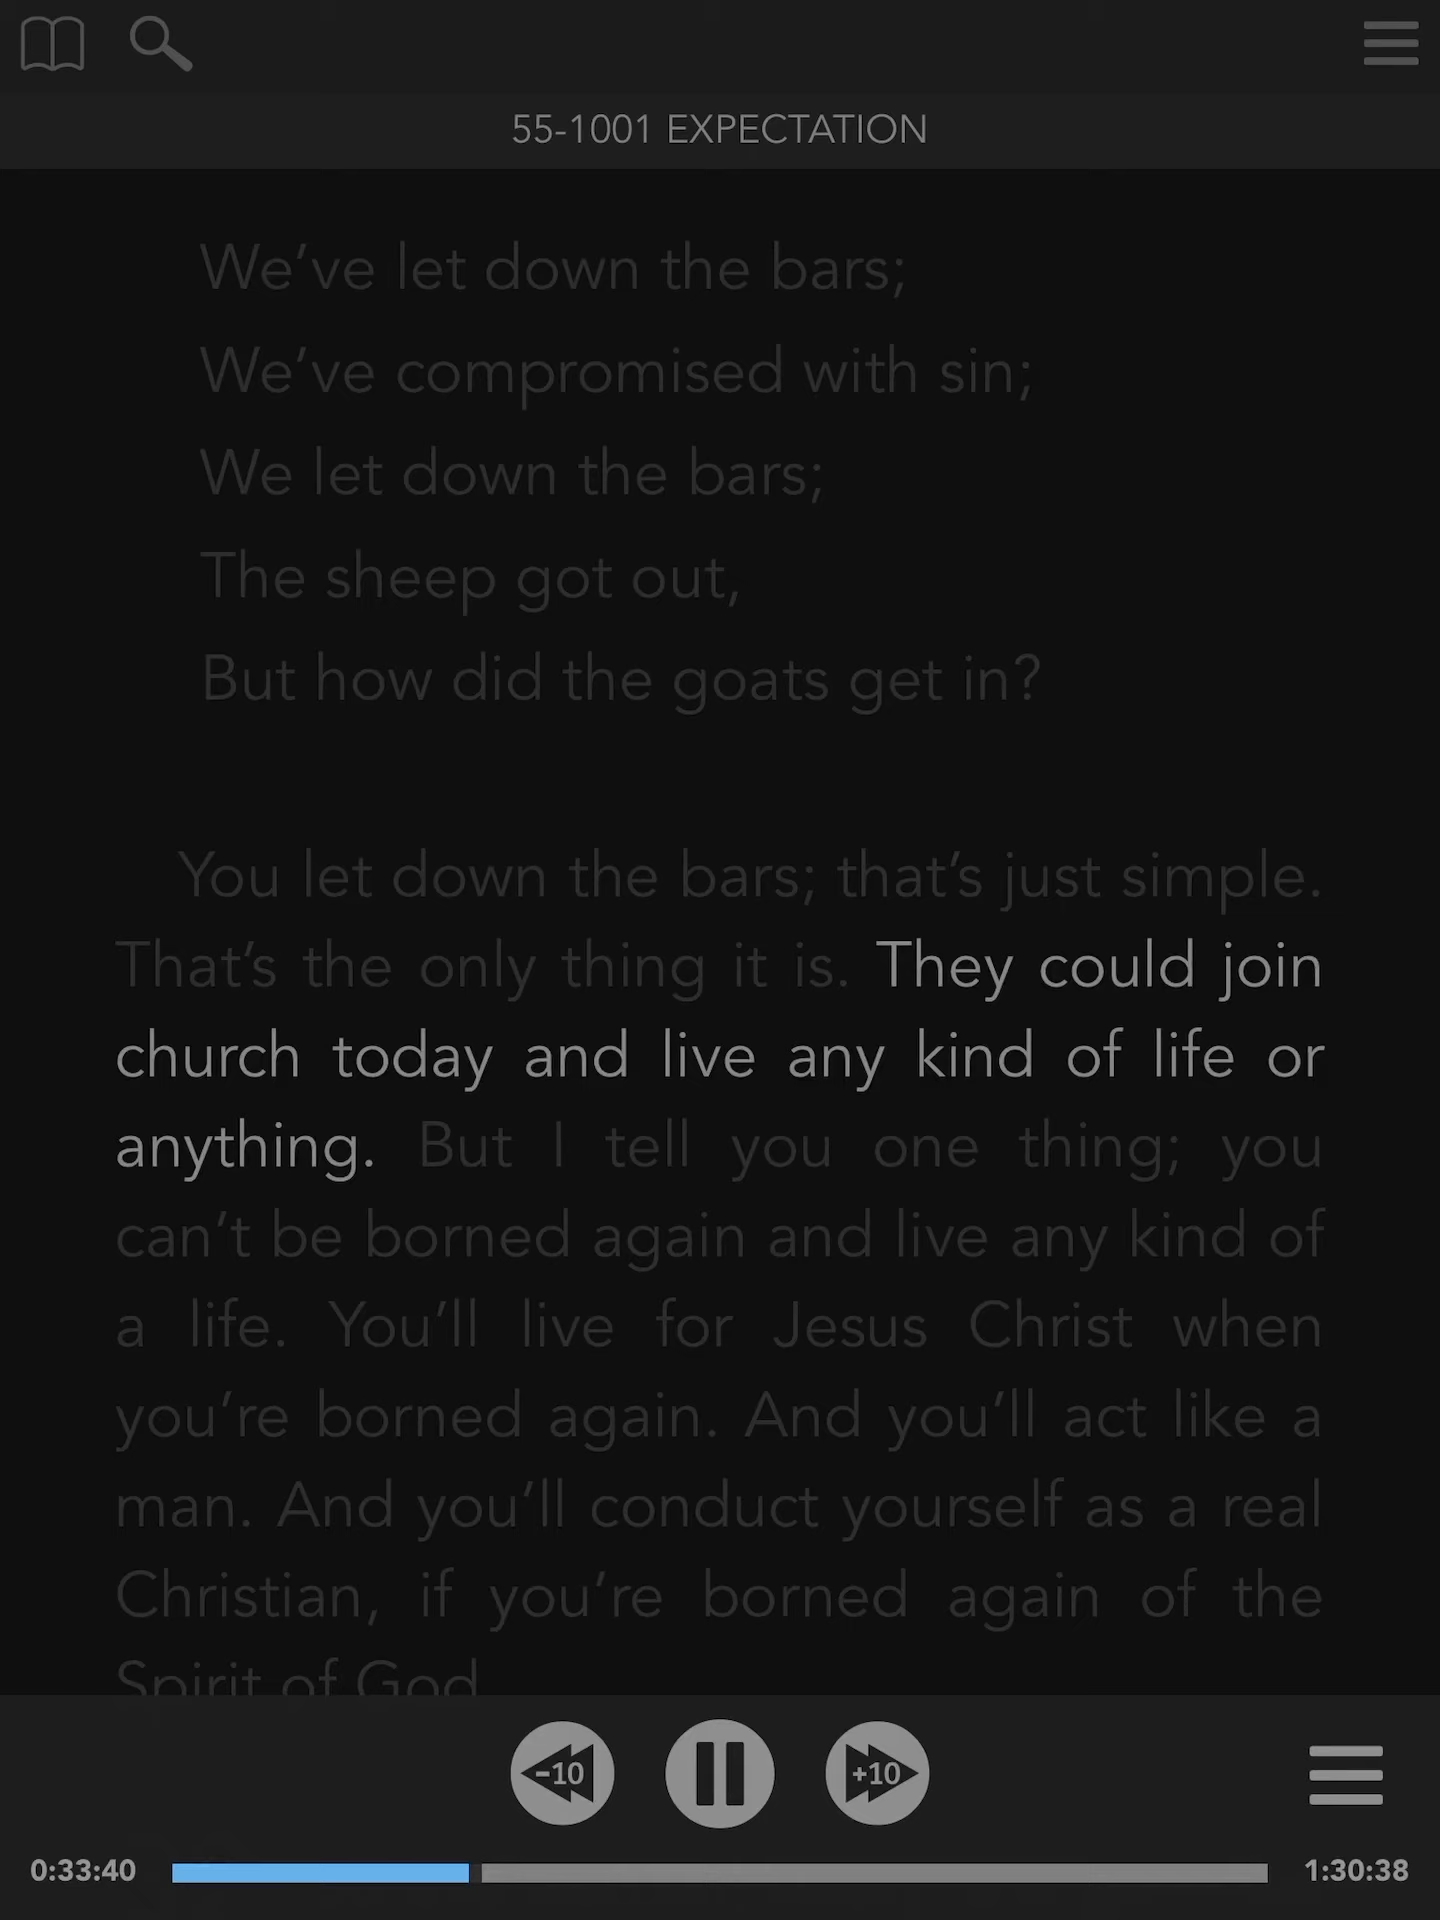 55-1001 EXPECTATION
We’ve let down the bars;
We’ve compromised with sin;
We let down the bars;
The sheep got out,
But how did the goats get in?
You let down the bars; that’s just simple.
That’s the only thing it is. They could join
church today and live any kind of life or
anything. But I tell you one thing; you
can’t be borned again and live any kind of
a life. You’ll live for Jesus Christ when
you’re borned again. And you’ll act like a
man. And you’ll conduct yourself as a real
Christian, if you’re borned again of the
Spirit of God
-10
+10
0:33:40
1:30:38